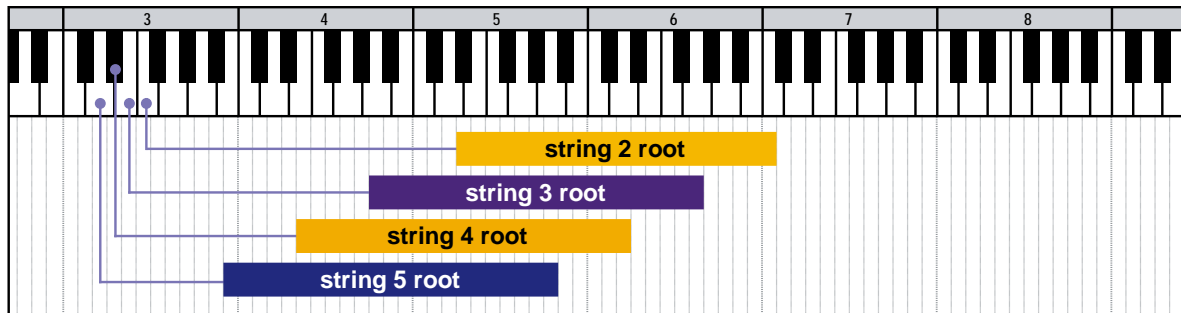 3 4 5 6 7 8
string 2 root
string 3 root
string 4 root
string 5 root